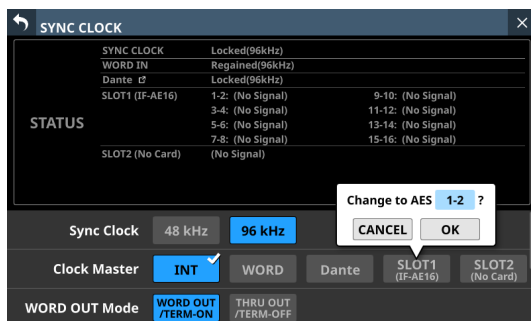 SYNC CLOCK
SYNC CLOCK Locked(96kHz)
WORD IN Regained(96kHz)
Dante Locked(96kHz)
SLOT1 (IF-AE16) 1-2: (No Signal) 9-10: (No Signal)
3-4: (No Signal) 11-12: (No Signal)
STATUS 5-6: (No Signal) 13-14: (No Signal)
7-8: (No Signal) 15-16: (No Signal)
SLOT2 (No Card) (No Signal)
Change to AES 1-2 ?
CANCEL OK
Sync Clock 48 kHz 96 kHz
Clock Master INT WORD Dante SLOT1 (IF-AE16) SLOT2 (No Card)
WORD OUT Mode WORD OUT /TERM-ON THRU OUT /TERM-OFF